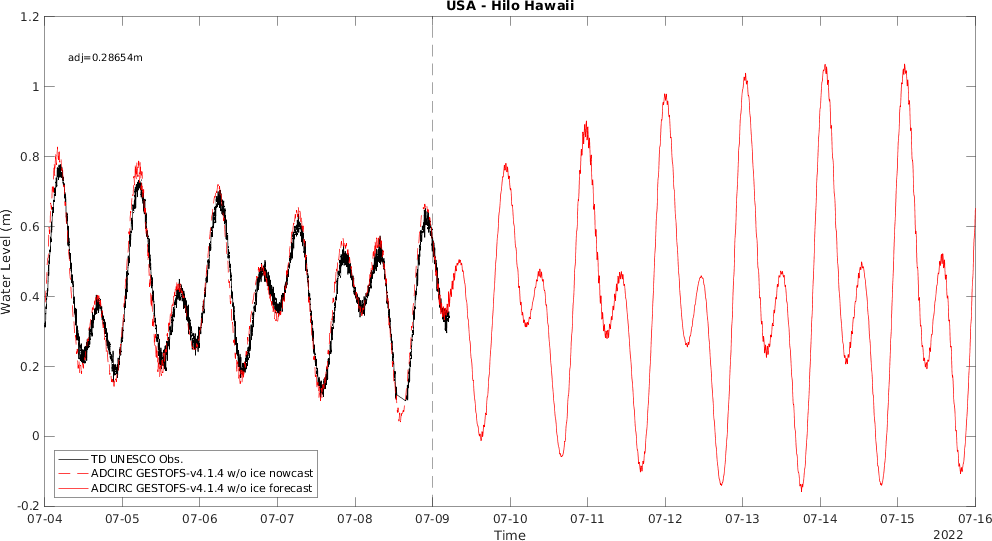 USA - Hilo Hawaii
adj=0.28654m
Water Level (m)
1.2
1
0.8
0.6
0.4
0.2
0
-0.2
TD UNESCO Obs.
ADCIRC GESTOFS-v4.1.4 w/o ice nowcast
ADCIRC GESTOFS-v4.1.4 w/o ice forecast
07-04 07-05 07-06 07-07 07-08 07-09 07-10 07-11 07-12 07-13 07-14 07-15 07-16
Time
2022